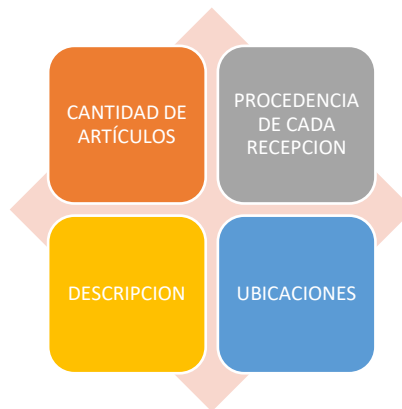 CANTIDAD DE
ARTÍCULOS
PROCEDENCIA
DE CADA
RECEPCION
DESCRIPCION
UBICACIONES